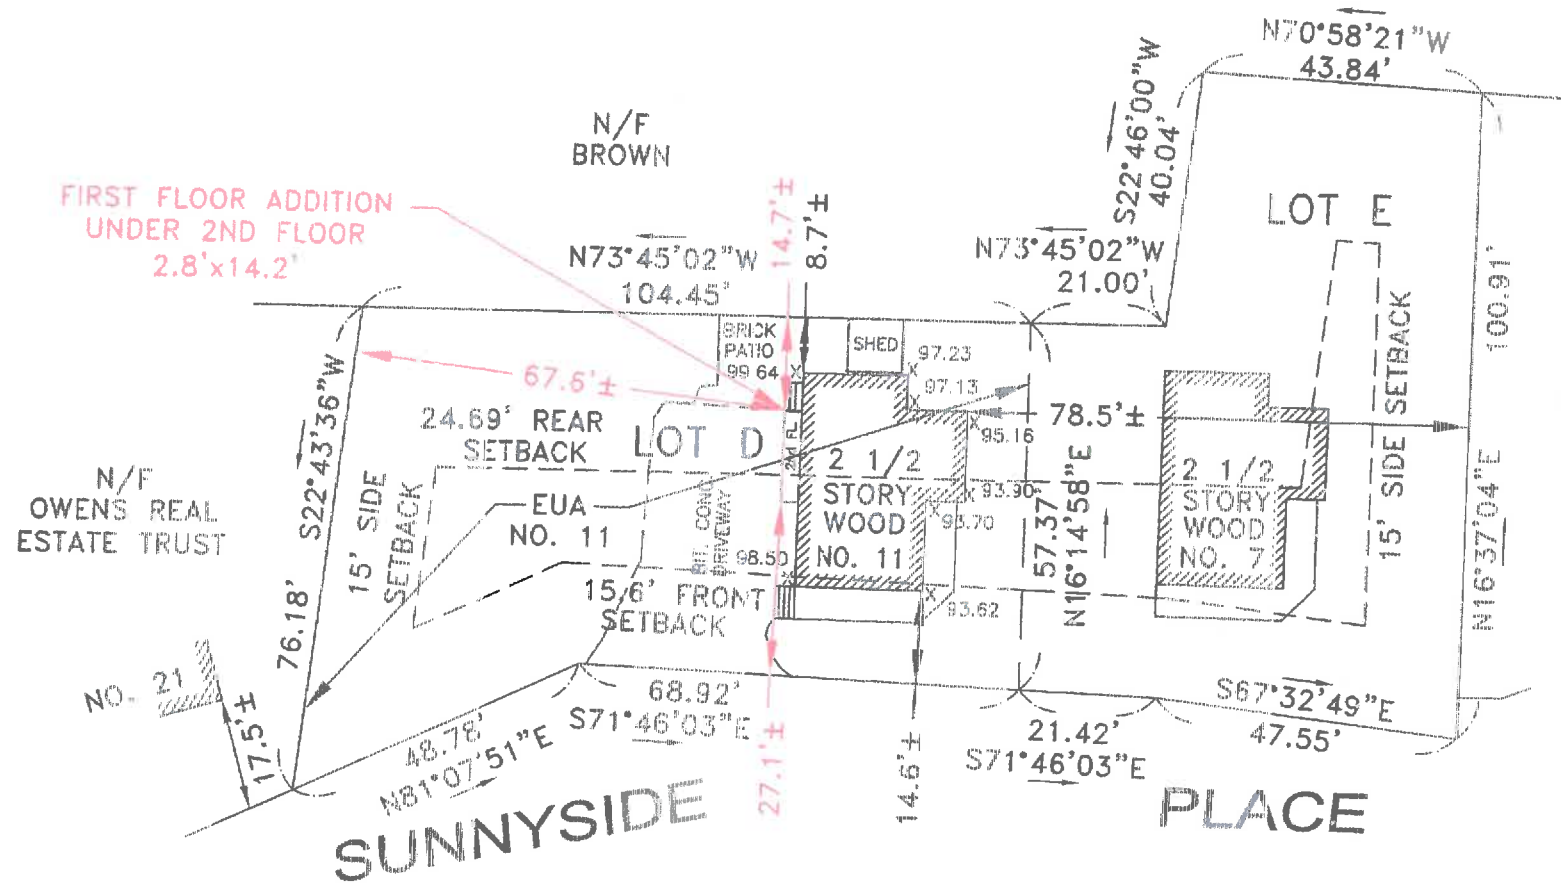 N70°58'21"W
43.84'
S22°46'00"W
40.04'
N/F
BROWN
FIRST FLOOR ADDITION
UNDER 2ND FLOOR
2.8'x14.2'
LOT E
14.7'±
8.7'±
N73°45'02"W
104.45'
N73°45'02"W
21.00'
100.91'
N16°37'04"E
BRICK
PATIO
99.64
SHED
97.23
97.13
67.6'±
24.69' REAR
SETBACK
LOT D
2nd FL
78.5'±
95.16
15' SIDE SETBACK
S22°43'36"W
76.18'
15' SIDE
SETBACK
N/F
OWENS REAL
ESTATE TRUST
EUA
NO. 11
BIT. CONC.
DRIVEWAY
2 1/2
STORY
WOOD
NO. 11
93.90
93.70
98.50
57.37'
N16°14'58"E
2 1/2
STORY
WOOD
NO. 7
15.6' FRONT
SETBACK
93.62
NO. 21
17.5'±
68.92'
S71°46'03"E
48.78'
N81°07'51"E
27.1'±
14.6'±
21.42'
S71°46'03"E
S67°32'49"E
47.55'
SUNNYSIDE PLACE